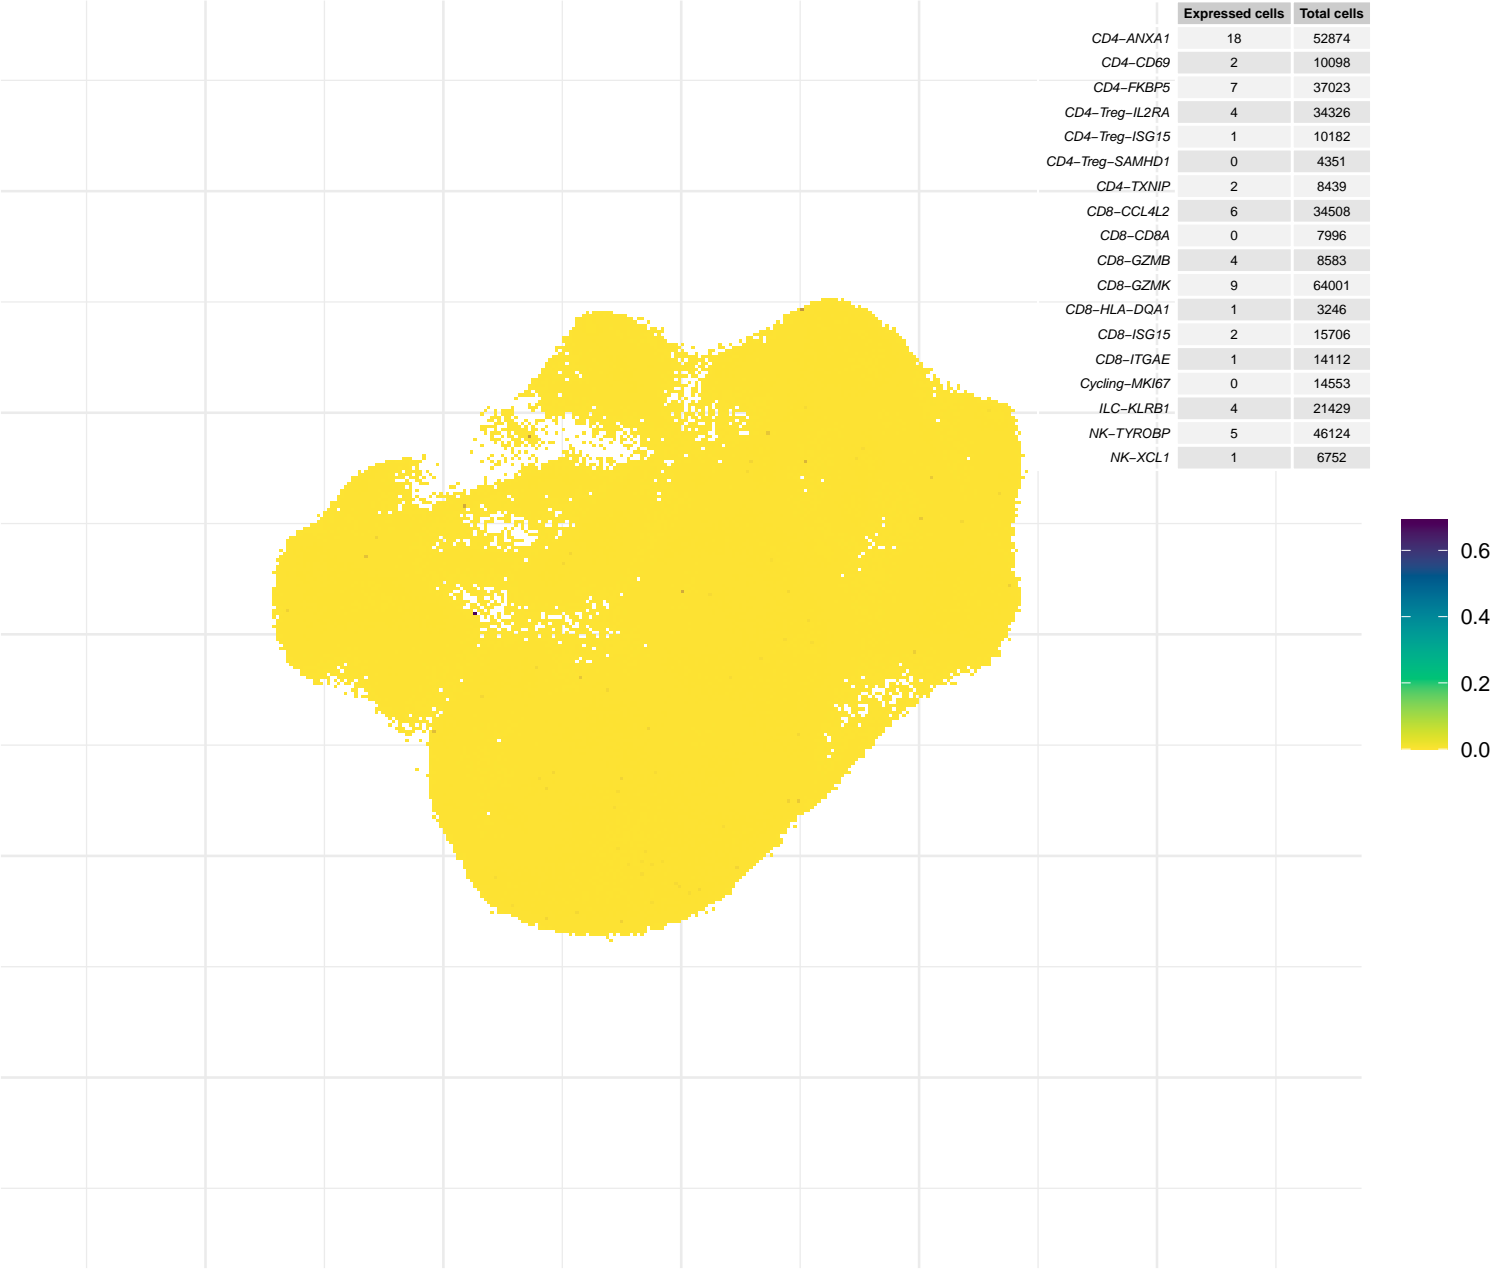 Expressed cells Total cells
CD4−ANXA1 18 52874
CD4−CD69 2 10098
CD4−FKBP5 7 37023
CD4−Treg−IL2RA 4 34326
CD4−Treg−ISG15 1 10182
CD4−Treg−SAMHD1 0 4351
CD4−TXNIP 2 8439
CD8−CCL4L2 6 34508
CD8−CD8A 0 7996
CD8−GZMB 4 8583
CD8−GZMK 9 64001
CD8−HLA−DQA1 1 3246
CD8−ISG15 2 15706
CD8−ITGAE 1 14112
Cycling−MKI67 0 14553
ILC−KLRB1 4 21429
NK−TYROBP 5 46124
NK−XCL1 1 6752
0.6
0.4
0.2
0.0